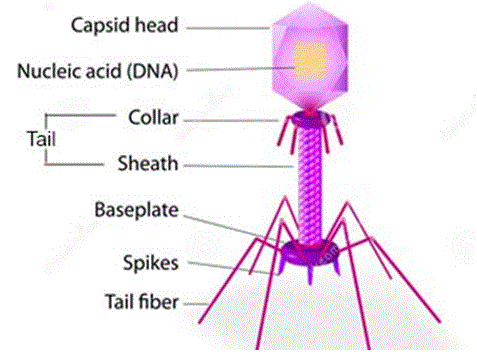 Capsid head
Nucleic acid (DNA)
Collar
Tail
Sheath
Baseplate
Spikes
Tail fiber